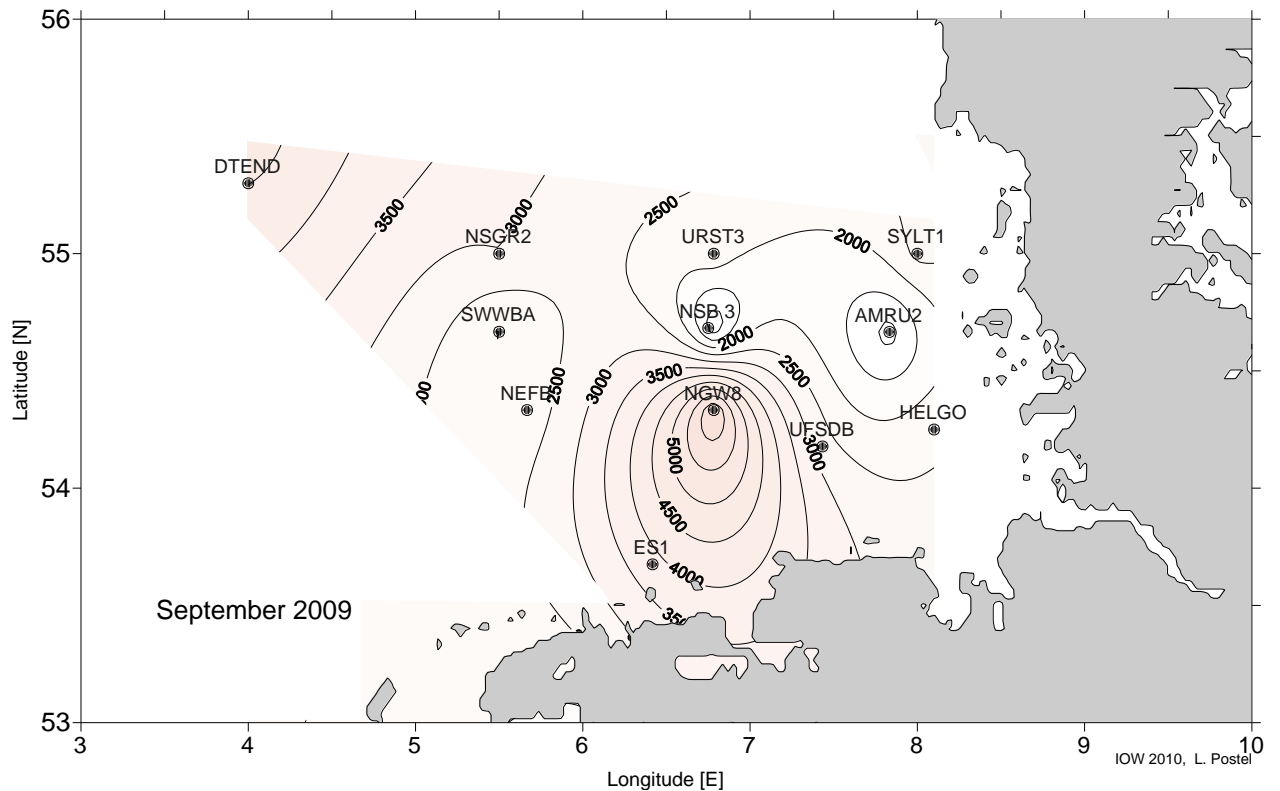 56
DTEND
3500
3000
2500
NSGR2
URST3
2000
SYLT1
55
SWWBA
NSB 3
AMRU2
2000
2500
3000
3500
2500
00
NEFB
NGW8
HELGO
UFSDB
3000
5000
54
4500
ES1
4000
350
September 2009
53
3 4 5 6 7 8 9 10
Latitude [N]
Longitude [E]
IOW 2010, L. Postel